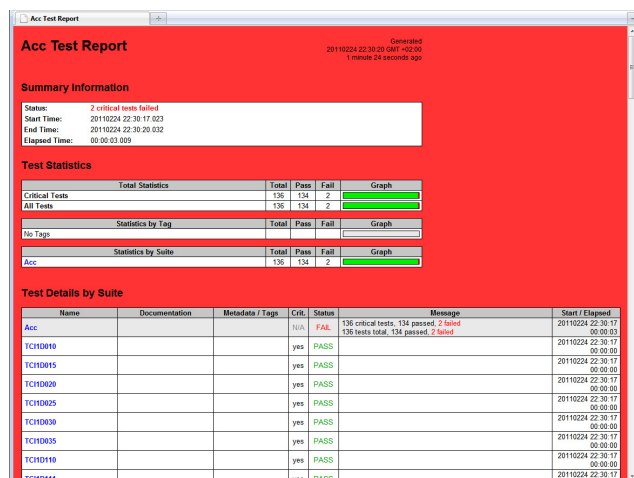 Acc Test Report
Acc Test Report
Generated
20110224 22:30:20 GMT +02:00
1 minute 24 seconds ago
Summary Information
Status: 2 critical tests failed
Start Time: 20110224 22:30:17.023
End Time: 20110224 22:30:20.032
Elapsed Time: 00:00:03.009
Test Statistics
Total Statistics Total Pass Fail Graph
Critical Tests 136 134 2
All Tests 136 134 2
Statistics by Tag Total Pass Fail Graph
No Tags
Statistics by Suite Total Pass Fail Graph
Acc 136 134 2
Test Details by Suite
Name Documentation Metadata / Tags Crit. Status Message Start / Elapsed
Acc N/A FAIL 136 critical tests, 134 passed, 2 failed 20110224 22:30:17
136 tests total, 134 passed, 2 failed 00:00:03
TCI1D010 yes PASS 20110224 22:30:17
00:00:00
TCI1D015 yes PASS 20110224 22:30:17
00:00:00
TCI1D020 yes PASS 20110224 22:30:17
00:00:00
TCI1D025 yes PASS 20110224 22:30:17
00:00:00
TCI1D030 yes PASS 20110224 22:30:17
00:00:00
TCI1D035 yes PASS 20110224 22:30:17
00:00:00
TCI1D110 yes PASS 20110224 22:30:17
00:00:00
20110224 22:30:17